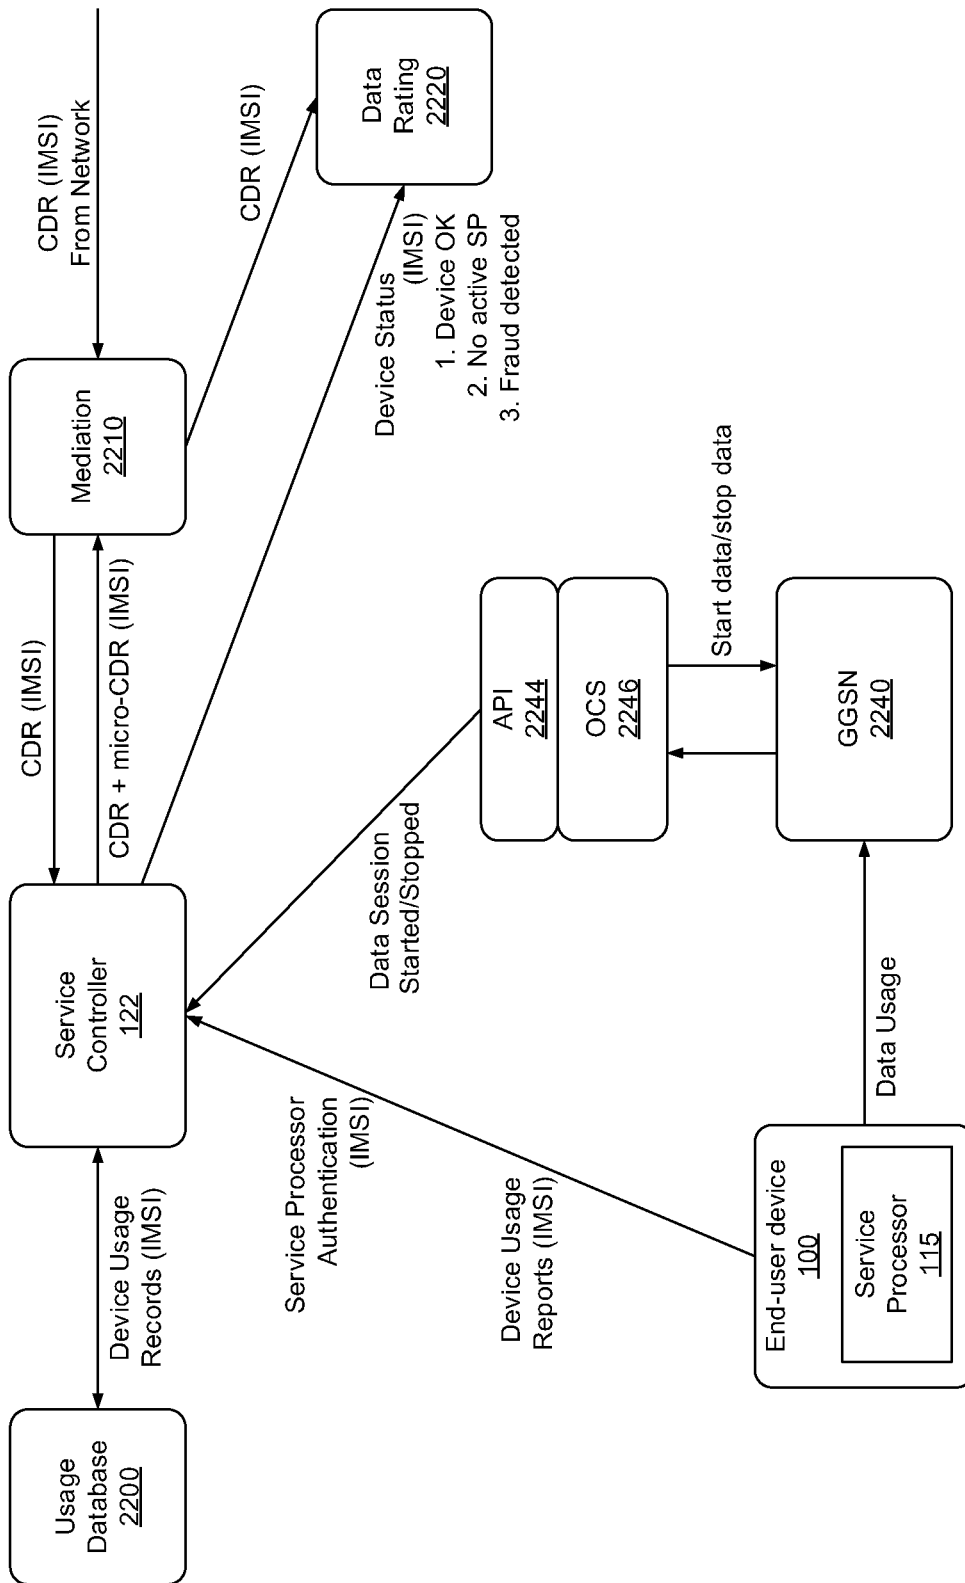 Usage
Database
2200
Device Usage
Records (IMSI)
Service
Controller
122
CDR (IMSI)
CDR + micro-CDR (IMSI)
Mediation
2210
CDR (IMSI)
From Network
CDR (IMSI)
Data
Rating
2220
Device Status
(IMSI)
1. Device OK
2. No active SP
3. Fraud detected
Service Processor
Authentication
(IMSI)
Data Session
Started/Stopped
API
2244
OCS
2246
Start data/stop data
GGSN
2240
Device Usage
Reports (IMSI)
End-user device
100
Service
Processor
115
Data Usage